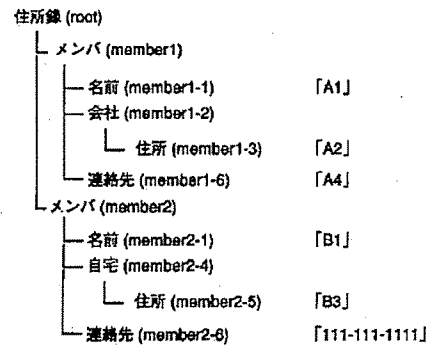 住所録 (root)
メンバ (member1)
名前 (member1-1) 「A1」
会社 (member1-2)
住所 (member1-3) 「A2」
連絡先 (member1-6) 「A4」
メンバ (member2)
名前 (member2-1) 「B1」
自宅 (member2-4)
住所 (member2-5) 「B3」
連絡先 (member2-6) 「111-111-1111」